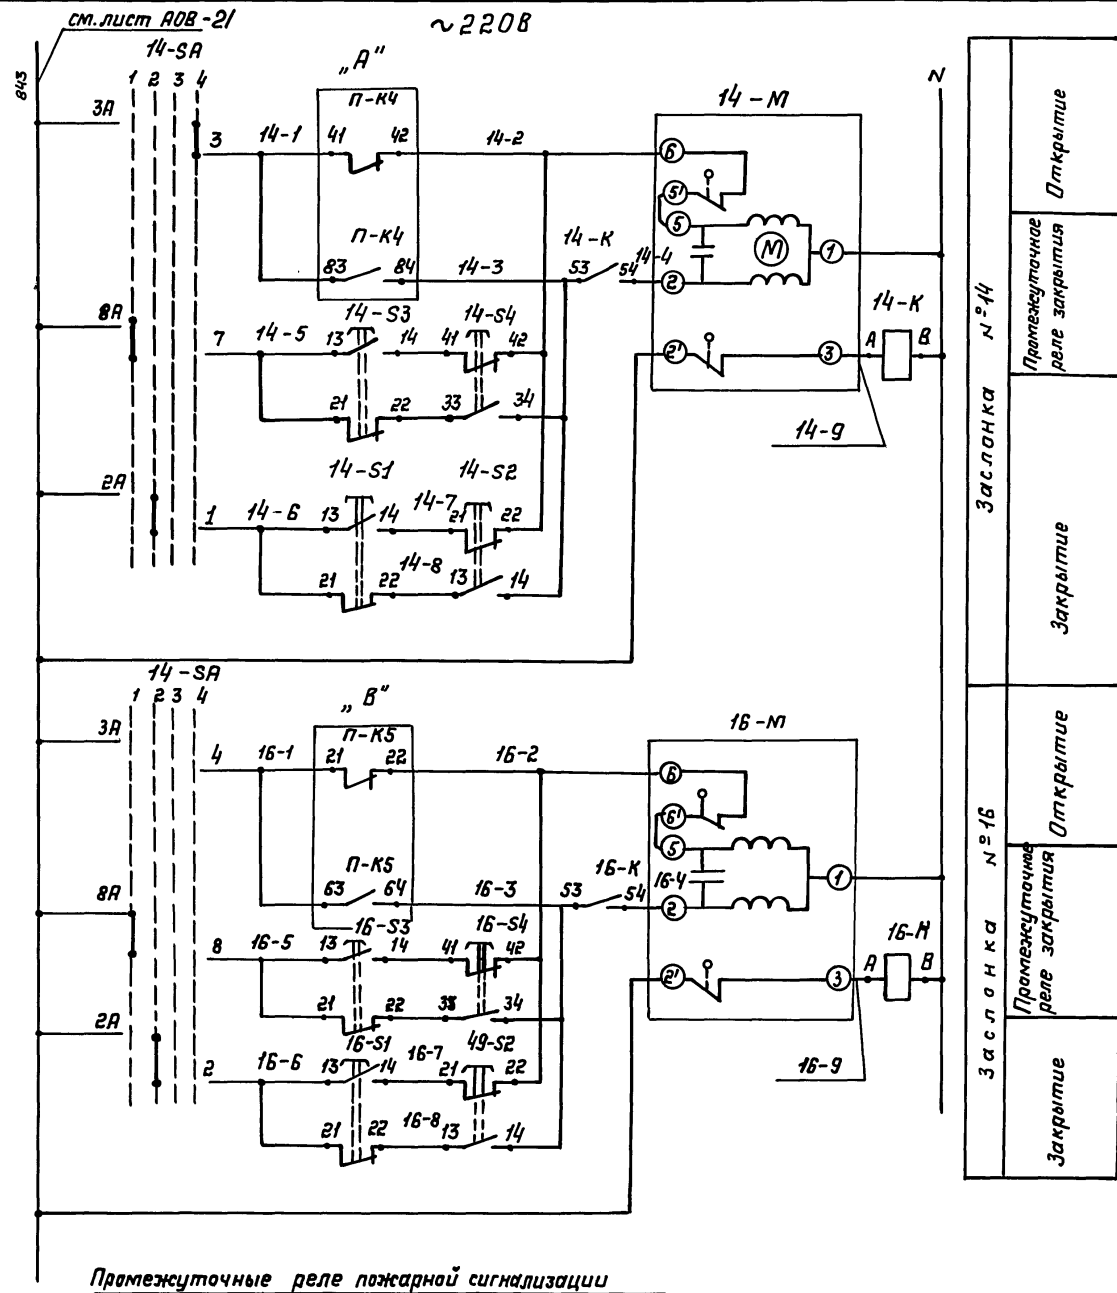 см. лист АОВ-21
~220В
843
14-SA
1 2 3 4
„А"
П-К4
14-М
N
3А
3
14-1
41
42
14-2
6
5'
5
П-К4
83
84
14-3
14-К
53
54
14-4
2
М
1
14-К
А
В
8А
7
14-5
14-S3
13
14
14-S4
41
42
2'
3
21
22
33
34
14-9
14-S1
14-S2
2А
1
14-6
13
14
14-7
21
22
21
22
14-8
13
14
Заслонка №14
Открытие
Промежуточное
реле закрытия
Закрытие
14-SA
1 2 3 4
„В"
П-К5
16-М
3А
4
16-1
21
22
16-2
6
6'
5
П-К5
63
64
16-3
16-К
53
54
16-4
2
1
8А
8
16-5
16-S3
13
14
16-S4
41
42
2'
3
16-К
А
В
21
22
33
34
2А
2
16-6
16-S1
13
14
16-7
49-S2
21
22
16-9
21
22
16-8
13
14
Заслонка №16
Открытие
Промежуточное
реле закрытия
Закрытие
Промежуточные реле пожарной сигнализации